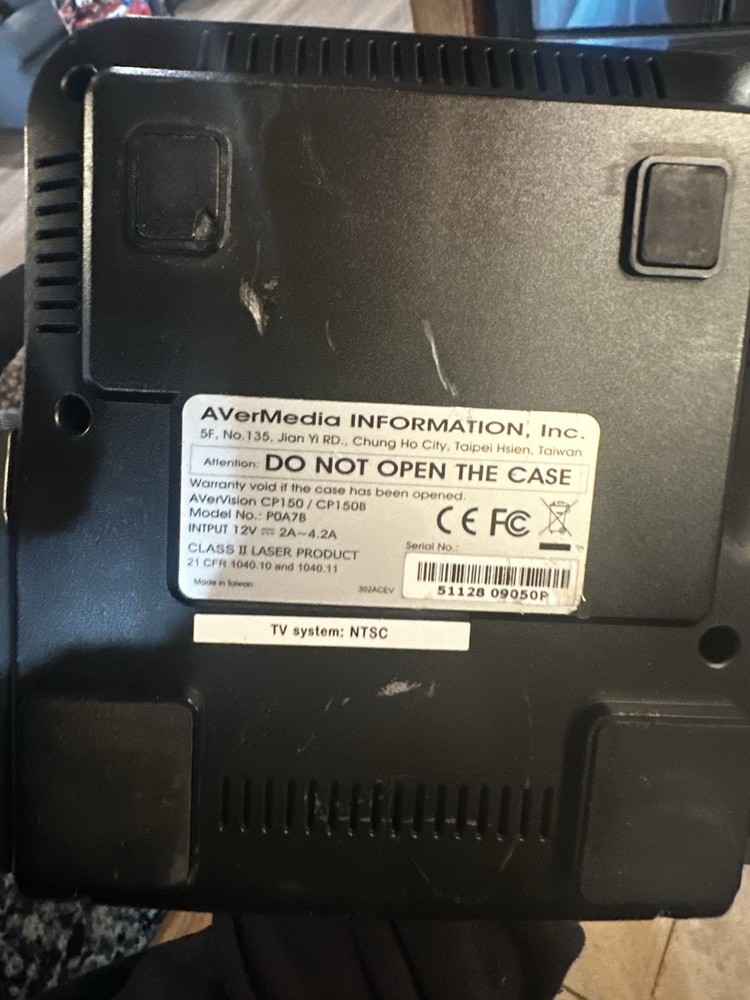 AVerMedia INFORMATION, Inc.
5F, No.135, Jian Yi RD., Chung Ho City, Taipei Hsien, Taiwan
Attention: DO NOT OPEN THE CASE
Warranty void if the case has been opened.
AVerVision CP150 / CP150B
Model No.: P0A7B
INTPUT 12V ⎓ 2A~4.2A
CE FC
CLASS II LASER PRODUCT
21 CFR 1040.10 and 1040.11
Serial No.:
51128 09050P
Made in Taiwan
302ACEV
TV system: NTSC